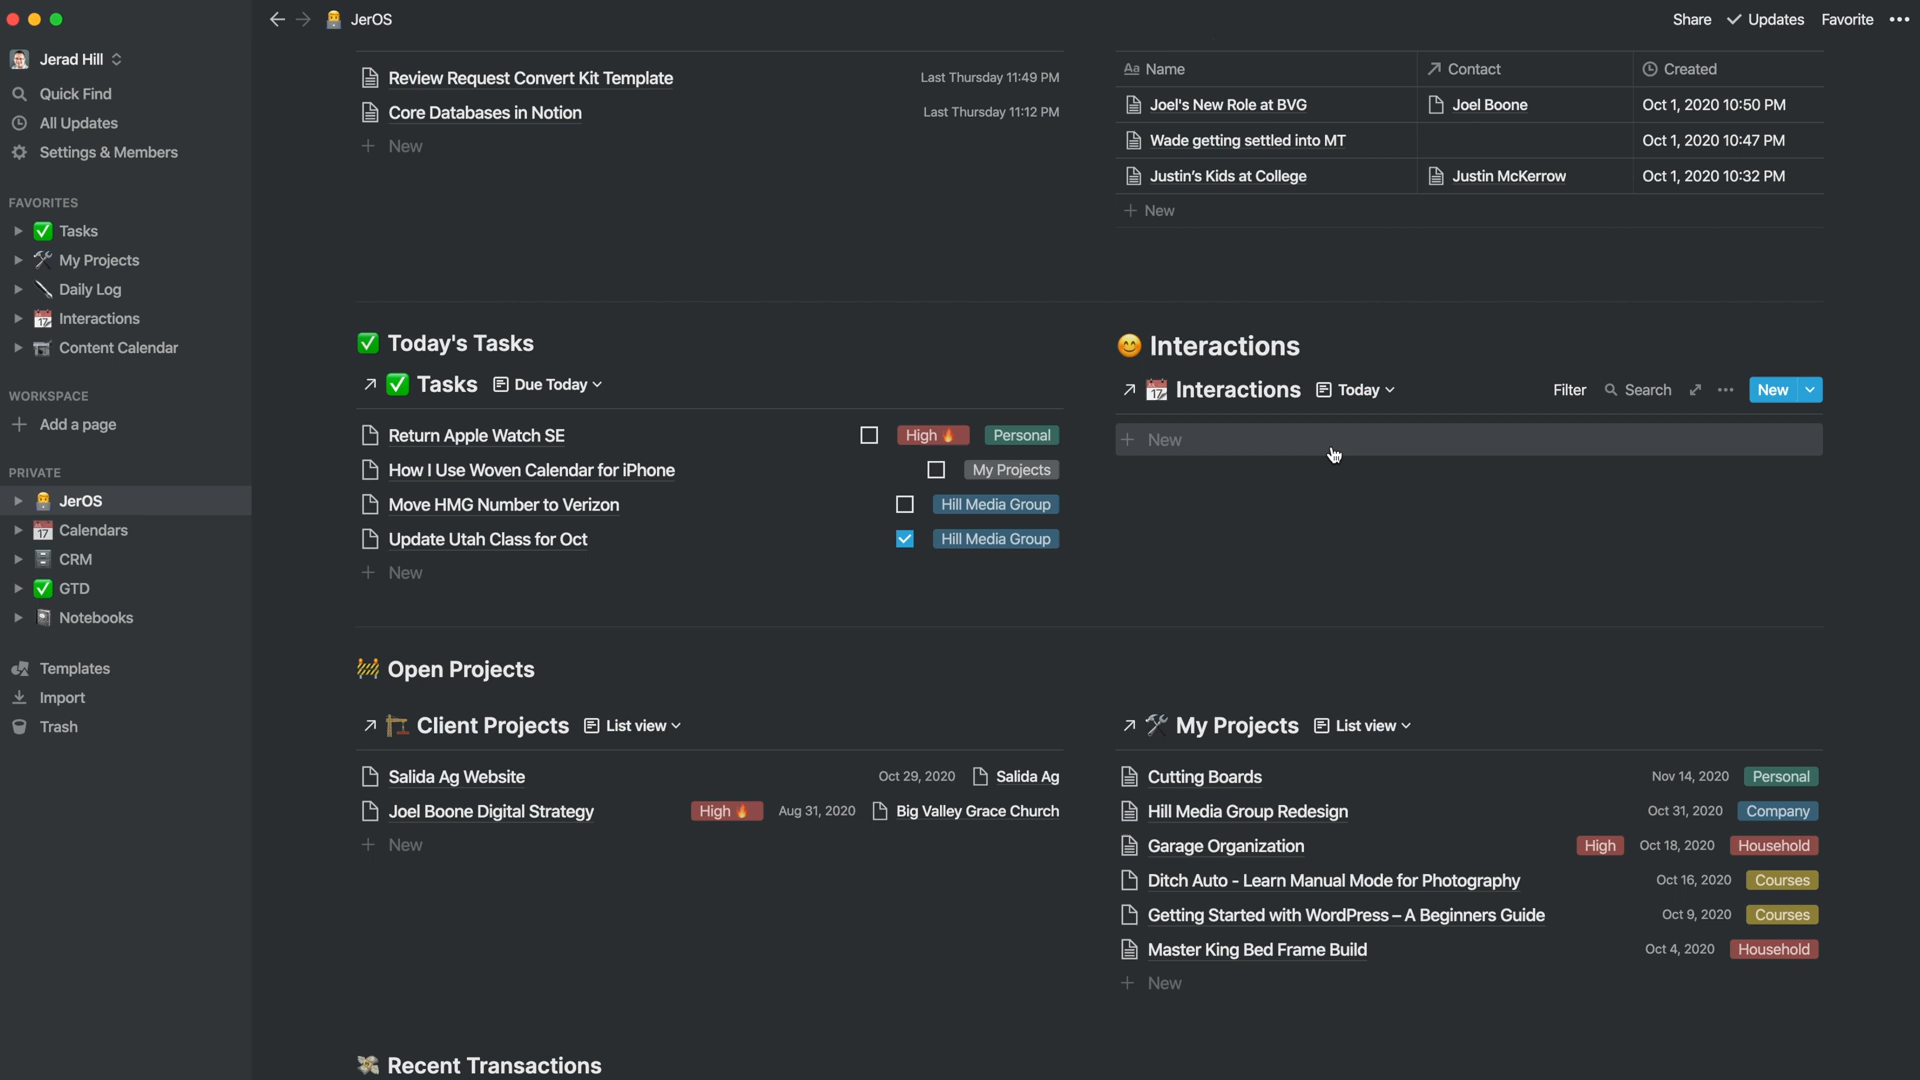 JerOS
Share
Updates
Favorite
Jerad Hill
Quick Find
All Updates
Settings & Members
FAVORITES
Tasks
My Projects
Daily Log
Interactions
Content Calendar
WORKSPACE
Add a page
PRIVATE
JerOS
Calendars
CRM
GTD
Notebooks
Templates
Import
Trash
Review Request Convert Kit Template Last Thursday 11:49 PM
Core Databases in Notion Last Thursday 11:12 PM
New
Aa Name Contact Created
Joel's New Role at BVG Joel Boone Oct 1, 2020 10:50 PM
Wade getting settled into MT Oct 1, 2020 10:47 PM
Justin's Kids at College Justin McKerrow Oct 1, 2020 10:32 PM
New
Today's Tasks
Tasks Due Today
Return Apple Watch SE High Personal
How I Use Woven Calendar for iPhone My Projects
Move HMG Number to Verizon Hill Media Group
Update Utah Class for Oct Hill Media Group
New
Interactions
Interactions Today Filter Search New
New
Open Projects
Client Projects List view
Salida Ag Website Oct 29, 2020 Salida Ag
Joel Boone Digital Strategy High Aug 31, 2020 Big Valley Grace Church
New
My Projects List view
Cutting Boards Nov 14, 2020 Personal
Hill Media Group Redesign Oct 31, 2020 Company
Garage Organization High Oct 18, 2020 Household
Ditch Auto - Learn Manual Mode for Photography Oct 16, 2020 Courses
Getting Started with WordPress – A Beginners Guide Oct 9, 2020 Courses
Master King Bed Frame Build Oct 4, 2020 Household
New
Recent Transactions